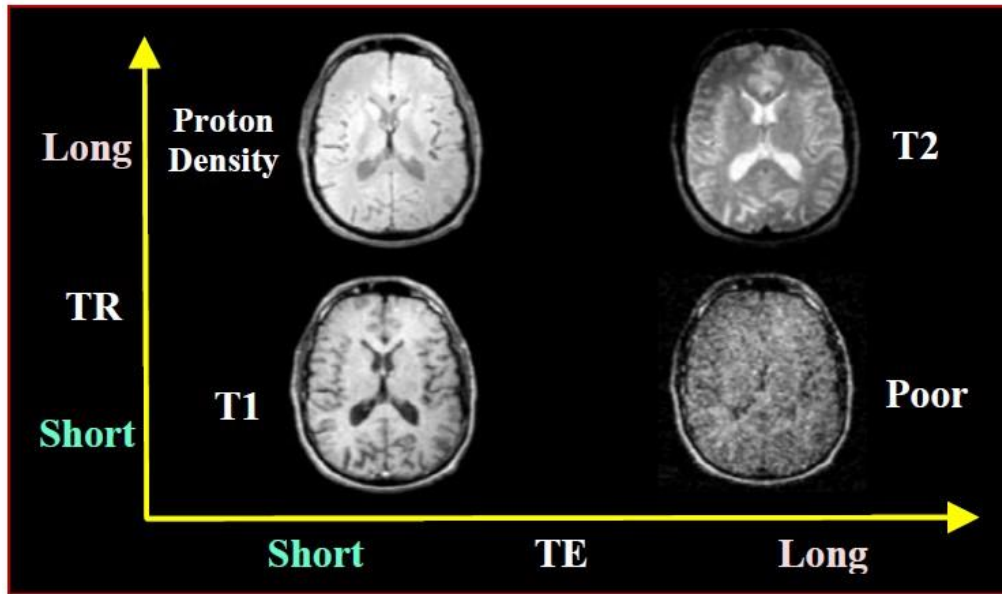 Proton
Density
Long
T2
TR
T1
Poor
Short
Short
TE
Long